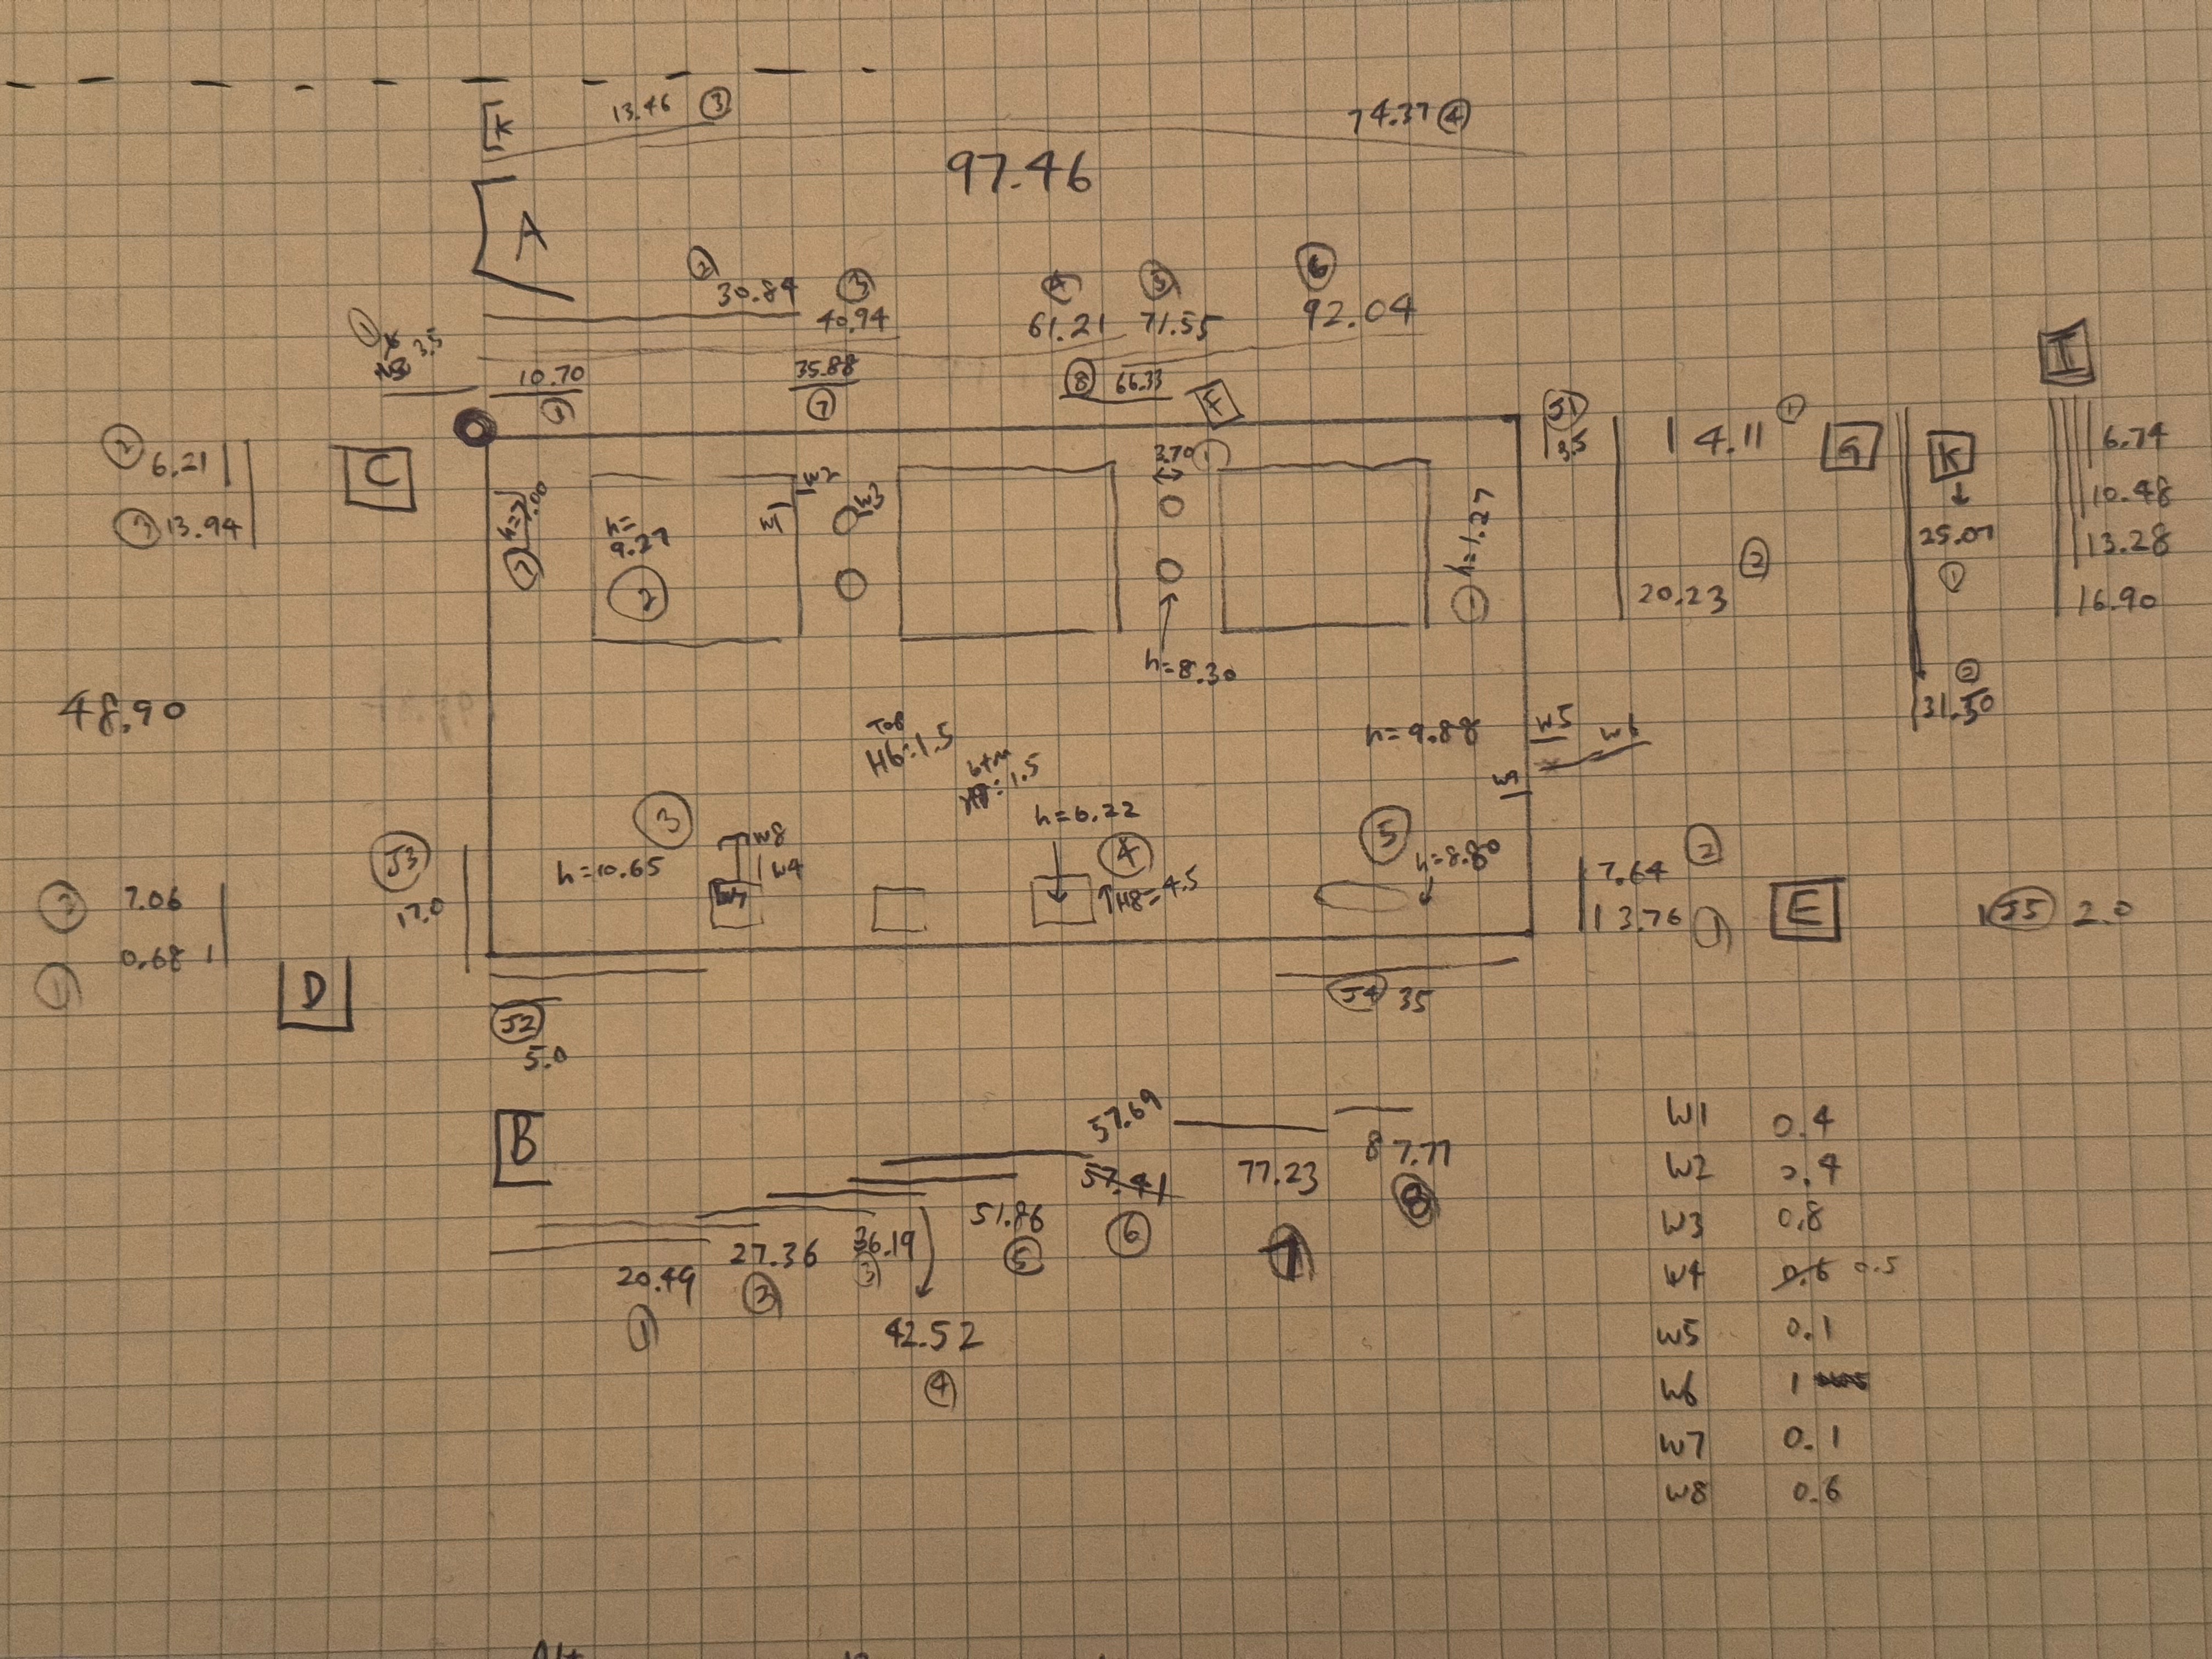 K 13.46 ③ 74.37 ④
97.46
A
② 30.84 ③ 40.94 ④ 61.21 ⑤ 71.55 ⑥ 92.04
① 3.5
10.70 ①
35.88 ⑦
⑧ 66.33
F
I
② 6.21
③ 13.94
C
3.70 ①
J1
3.5
14.11 ①
G
K
↓
25.07
①
20.23 ②
②
31.50
6.74
10.48
13.28
16.90
h=7.00
h=
9.27
②
W1
W2
W3
h=1.27
①
h=8.30
48.90
TOP
H6=1.5
btm
=1.5
h=9.88
W5
W6
③
h=10.65
W8
W4
h=6.22
④
↑H8=4.5
⑤
h=8.80
② 7.06
0.68
①
D
J3
17.0
7.64 ②
13.76 ①
E
J5 2.0
J2
5.0
J4 35
B
57.69
20.49
①
27.36
②
36.19
③
42.52
④
51.86
⑤
57.41
⑥
77.23
7
87.77
⑧
W1 0.4
W2 0.4
W3 0.8
W4 0.6 0.5
W5 0.1
W6 1
W7 0.1
W8 0.6